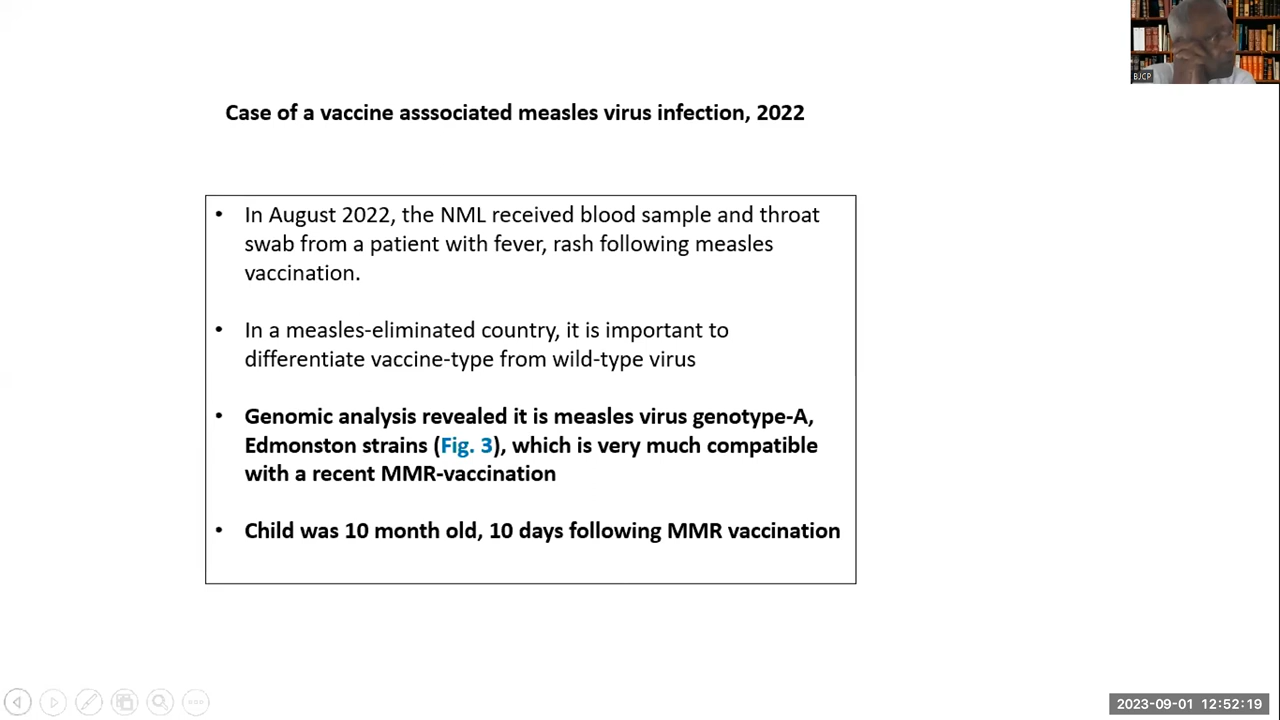 BJCP
Case of a vaccine asssociated measles virus infection, 2022
• In August 2022, the NML received blood sample and throat
swab from a patient with fever, rash following measles
vaccination.
• In a measles-eliminated country, it is important to
differentiate vaccine-type from wild-type virus
• Genomic analysis revealed it is measles virus genotype-A,
Edmonston strains (Fig. 3), which is very much compatible
with a recent MMR-vaccination
• Child was 10 month old, 10 days following MMR vaccination
2023-09-01 12:52:19